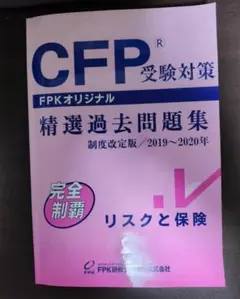 CFP® 受験対策
FPKオリジナル
精選過去問題集
制度改定版／2019〜2020年
完全
制覇
リスクと保険
FPK